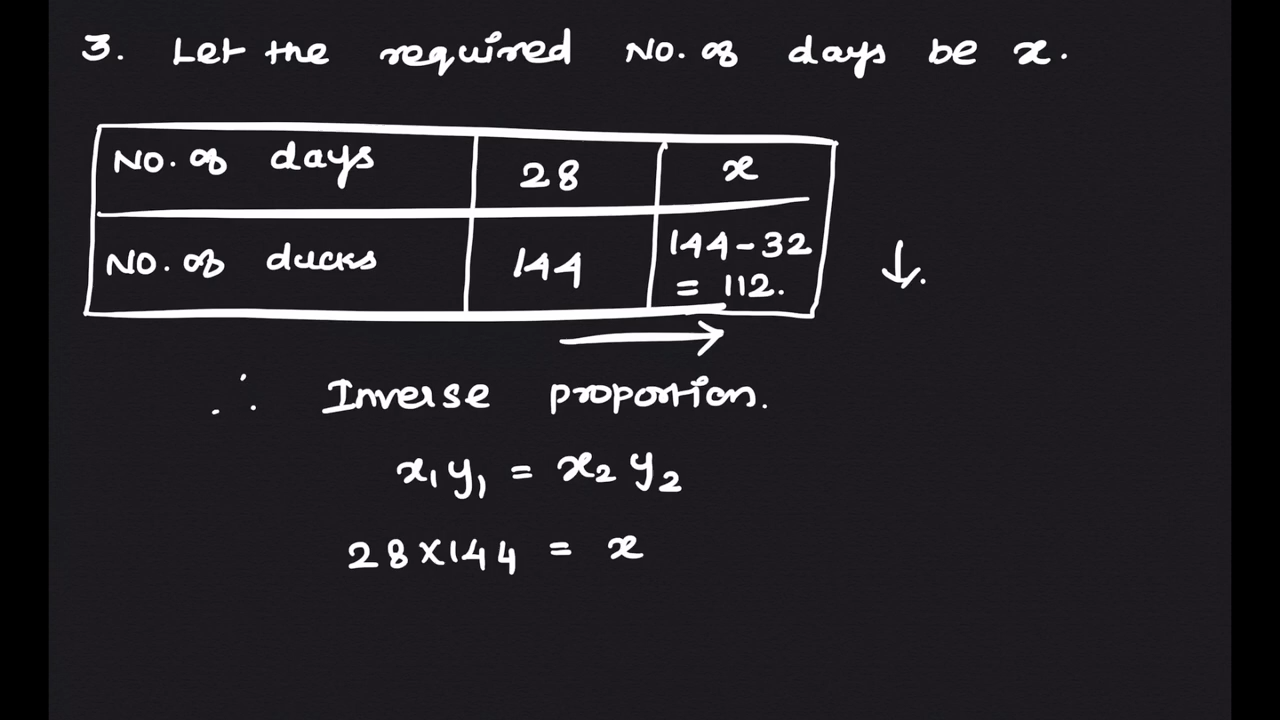 3. Let the required No. of days be x.
No. of days 28 x
No. of ducks 144 144-32
= 112.
∴ Inverse proportion.
x₁y₁ = x₂y₂
28×144 = x